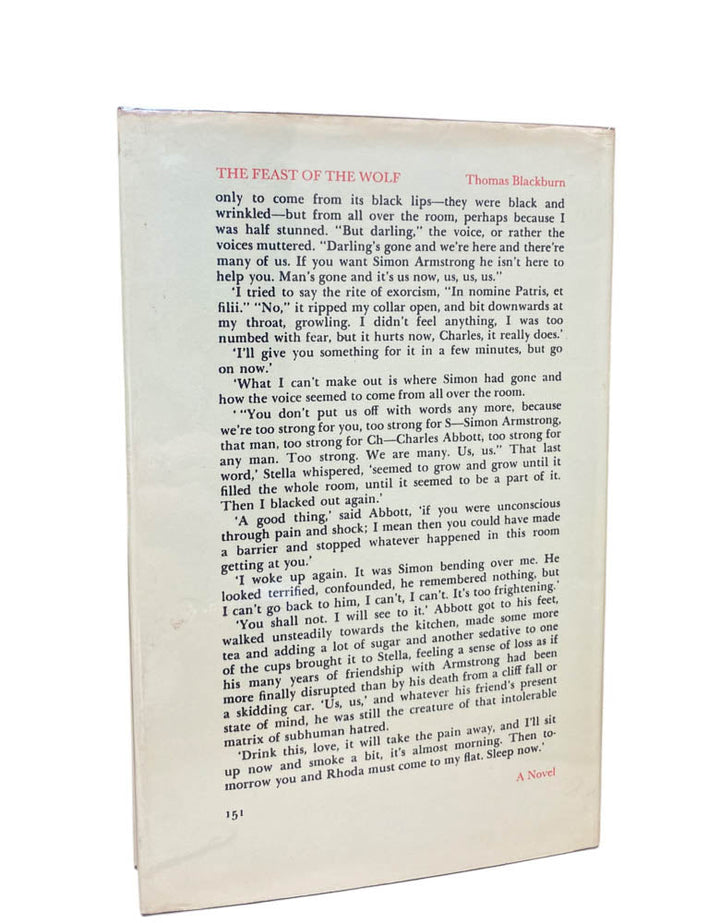 THE FEAST OF THE WOLF Thomas Blackburn
only to come from its black lips—they were black and
wrinkled—but from all over the room, perhaps because I
was half stunned. "But darling," the voice, or rather the
voices muttered. "Darling's gone and we're here and there're
many of us. If you want Simon Armstrong he isn't here to
help you. Man's gone and it's us now, us, us, us."
'I tried to say the rite of exorcism, "In nomine Patris, et
filii." "No," it ripped my collar open, and bit downwards at
my throat, growling. I didn't feel anything, I was too
numbed with fear, but it hurts now, Charles, it really does.'
'I'll give you something for it in a few minutes, but go
on now.'
'What I can't make out is where Simon had gone and
how the voice seemed to come from all over the room.
' "You don't put us off with words any more, because
we're too strong for you, too strong for S—Simon Armstrong,
that man, too strong for Ch—Charles Abbott, too strong for
any man. Too strong. We are many. Us, us." That last
word,' Stella whispered, 'seemed to grow and grow until it
filled the whole room, until it seemed to be a part of it.
Then I blacked out again.'
'A good thing,' said Abbott, 'if you were unconscious
through pain and shock; I mean then you could have made
a barrier and stopped whatever happened in this room
getting at you.'
'I woke up again. It was Simon bending over me. He
looked terrified, confounded, he remembered nothing, but
I can't go back to him, I can't, I can't. It's too frightening.'
'You shall not. I will see to it.' Abbott got to his feet,
walked unsteadily towards the kitchen, made some more
tea and adding a lot of sugar and another sedative to one
of the cups brought it to Stella, feeling a sense of loss as if
his many years of friendship with Armstrong had been
more finally disrupted than by his death from a cliff fall or
a skidding car. 'Us, us,' and whatever his friend's present
state of mind, he was still the creature of that intolerable
matrix of subhuman hatred.
'Drink this, love, it will take the pain away, and I'll sit
up now and smoke a bit, it's almost morning. Then to-
morrow you and Rhoda must come to my flat. Sleep now.'
A Novel
151